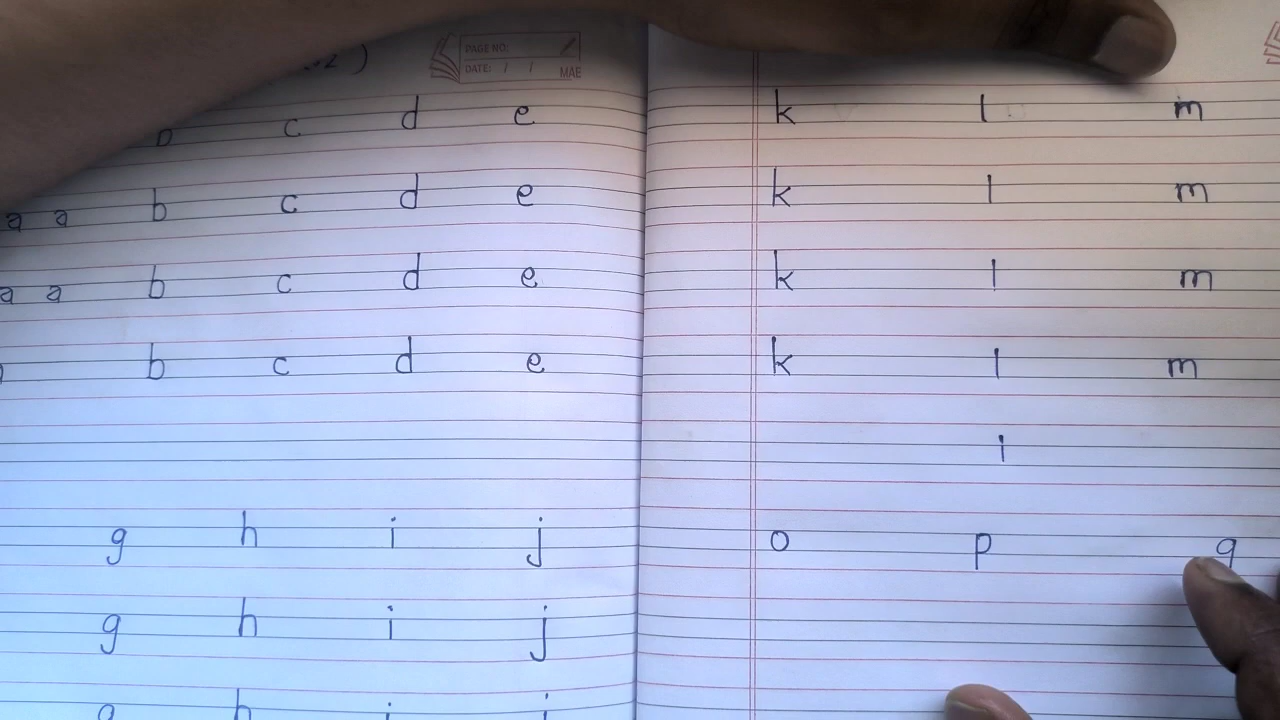 PAGE NO:
DATE: / / MAE
b c d e
a a b c d e
a a b c d e
b c d e
g h i j
g h i j
g h i j
k l m
k l m
k l m
k l m
i
o p q